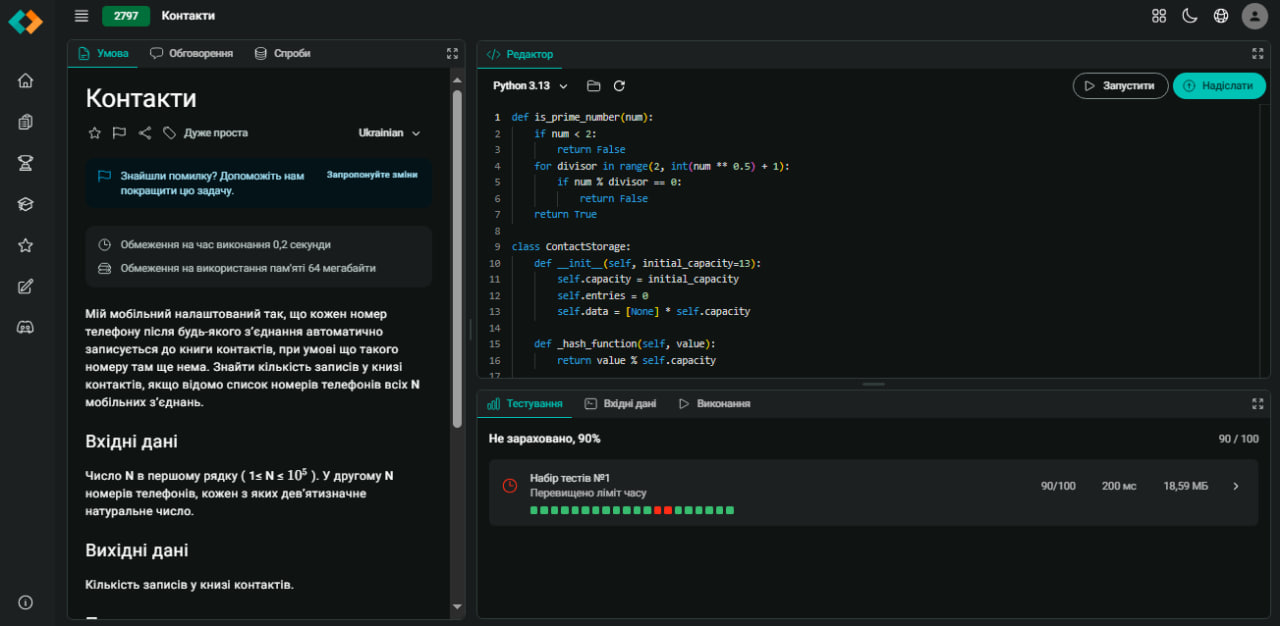 2797 Контакти
Умова Обговорення Спроби
Контакти
Дуже проста Ukrainian
Знайшли помилку? Допоможіть нам Запропонуйте зміни
покращити цю задачу.
Обмеження на час виконання 0,2 секунди
Обмеження на використання пам'яті 64 мегабайти
Мій мобільний налаштований так, що кожен номер
телефону після будь-якого з'єднання автоматично
записується до книги контактів, при умові що такого
номеру там ще нема. Знайти кількість записів у книзі
контактів, якщо відомо список номерів телефонів всіх N
мобільних з'єднань.
Вхідні дані
Число N в першому рядку ( 1≤ N ≤ 10⁵ ). У другому N
номерів телефонів, кожен з яких дев'ятизначне
натуральне число.
Вихідні дані
Кількість записів у книзі контактів.
Редактор
Python 3.13 Запустити Надіслати
1 def is_prime_number(num):
2 if num < 2:
3 return False
4 for divisor in range(2, int(num ** 0.5) + 1):
5 if num % divisor == 0:
6 return False
7 return True
8
9 class ContactStorage:
10 def __init__(self, initial_capacity=13):
11 self.capacity = initial_capacity
12 self.entries = 0
13 self.data = [None] * self.capacity
14
15 def _hash_function(self, value):
16 return value % self.capacity
17
Тестування Вхідні дані Виконання
Не зараховано, 90% 90 / 100
Набір тестів №1
Перевищено ліміт часу
90/100 200 мс 18,59 МБ